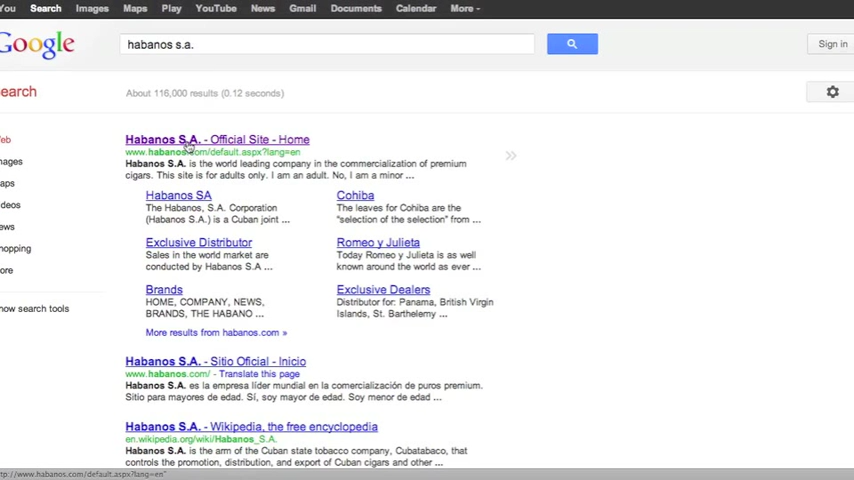 You Search Images Maps Play YouTube News Gmail Documents Calendar More
Google habanos s.a. Sign in
earch About 116,000 results (0.12 seconds)
eb Habanos S.A. - Official Site - Home
www.habanos.com/default.aspx?lang=en
mages Habanos S.A. is the world leading company in the commercialization of premium
cigars. This site is for adults only. I am an adult. No, I am a minor ...
aps
Habanos SA Cohiba
deos The Habanos, S.A. Corporation The leaves for Cohiba are the
(Habanos S.A.) is a Cuban joint ... "selection of the selection" from ...
ews
Exclusive Distributor Romeo y Julieta
hopping Sales in the world market are Today Romeo y Julieta is as well
conducted by Habanos S.A ... known around the world as ever ...
ore
Brands Exclusive Dealers
how search tools HOME, COMPANY, NEWS, Distributor for: Panama, British Virgin
BRANDS, THE HABANO ... Islands, St. Barthelemy ...
More results from habanos.com »
Habanos S.A. - Sitio Oficial - Inicio
www.habanos.com/ - Translate this page
Habanos S.A. es la empresa líder mundial en la comercialización de puros premium.
Sitio para mayores de edad. Sí, soy mayor de edad. Soy menor de edad ...
Habanos S.A. - Wikipedia, the free encyclopedia
en.wikipedia.org/wiki/Habanos_S.A.
Habanos S.A. is the arm of the Cuban state tobacco company, Cubatabaco, that
controls the promotion, distribution, and export of Cuban cigars and other ...
ttp://www.habanos.com/default.aspx?lang=en"